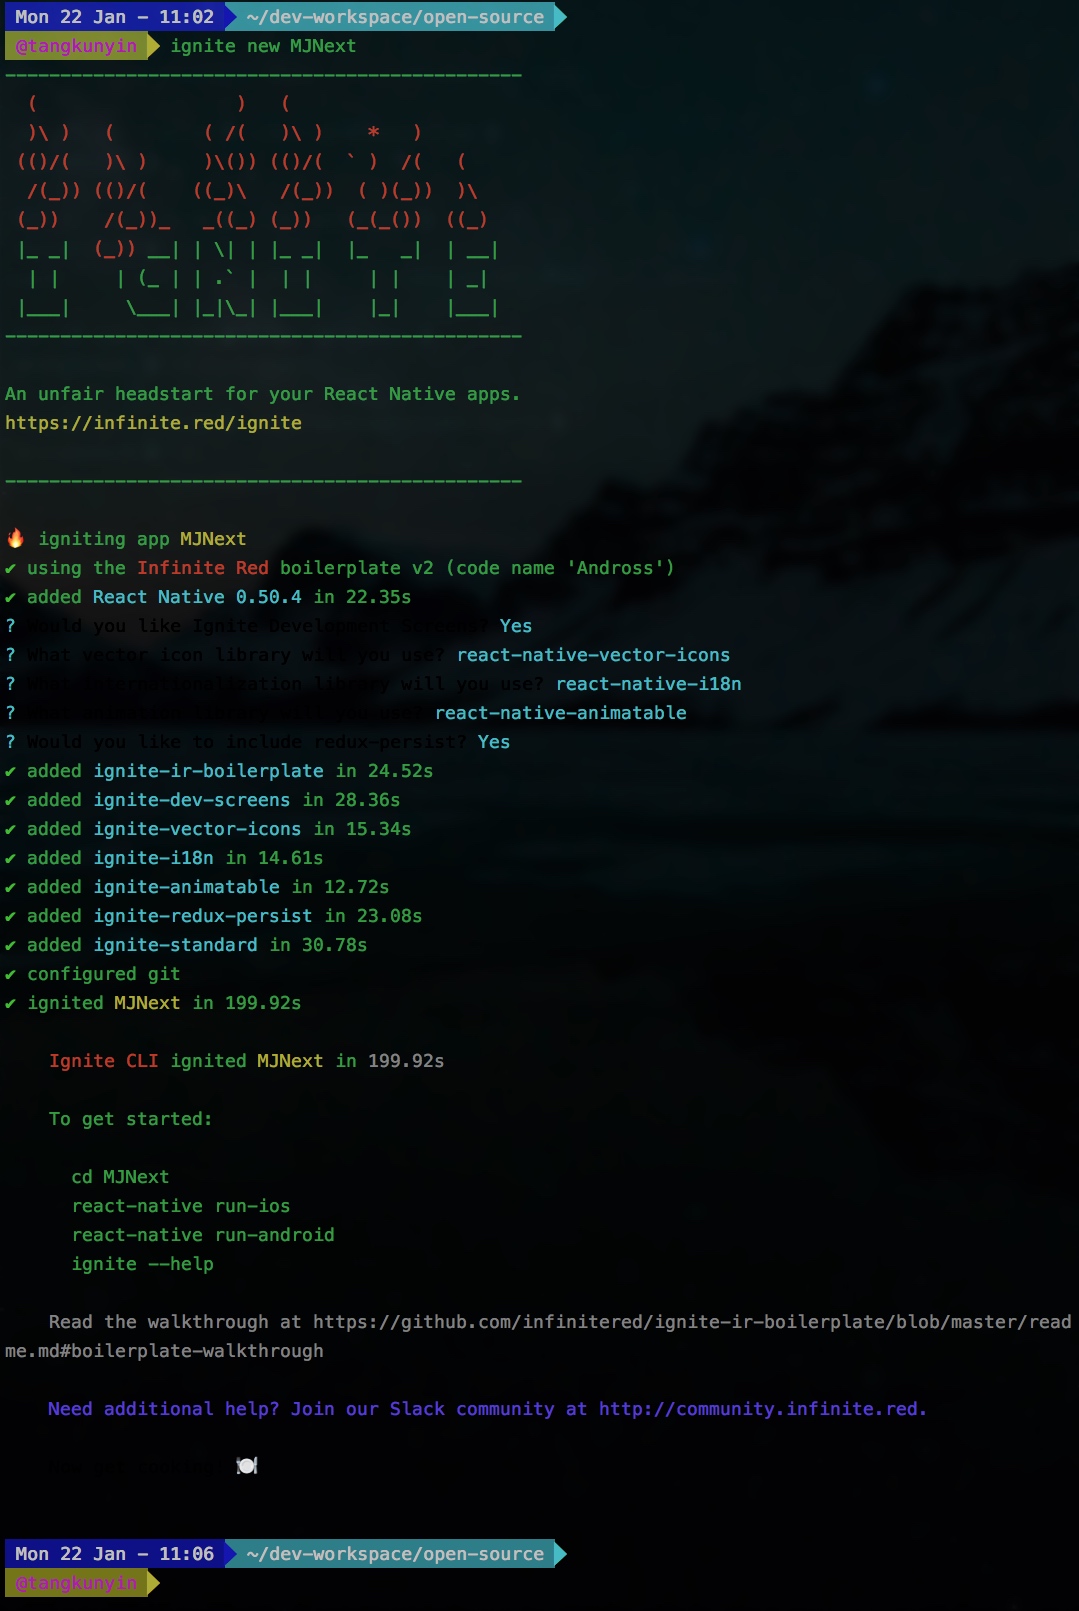 Mon 22 Jan - 11:02 ~/dev-workspace/open-source
@tangkunyin ignite new MJNext
-----------------------------------------------
  (                  )   (
  )\ )   (        ( /(   )\ )    *   )
 (()/(   )\ )     )\()) (()/(  ` )  /(   (
  /(_)) (()/(    ((_)\   /(_))  ( )(_))  )\
 (_))    /(_))_   _((_) (_))   (_(_())  ((_)
 |_ _|  (_)) __| | \| | |_ _|  |_   _|  | __|
  | |     | (_ | | .` |  | |     | |    | _|
 |___|     \___| |_|\_| |___|    |_|    |___|
-----------------------------------------------
An unfair headstart for your React Native apps.
https://infinite.red/ignite
-----------------------------------------------
🔥 igniting app MJNext
✔ using the Infinite Red boilerplate v2 (code name 'Andross')
✔ added React Native 0.50.4 in 22.35s
? Would you like Ignite Development Screens? Yes
? What vector icon library will you use? react-native-vector-icons
? What internationalization library will you use? react-native-i18n
? What animation library will you use? react-native-animatable
? Would you like to include redux-persist? Yes
✔ added ignite-ir-boilerplate in 24.52s
✔ added ignite-dev-screens in 28.36s
✔ added ignite-vector-icons in 15.34s
✔ added ignite-i18n in 14.61s
✔ added ignite-animatable in 12.72s
✔ added ignite-redux-persist in 23.08s
✔ added ignite-standard in 30.78s
✔ configured git
✔ ignited MJNext in 199.92s
Ignite CLI ignited MJNext in 199.92s
To get started:
cd MJNext
react-native run-ios
react-native run-android
ignite --help
Read the walkthrough at https://github.com/infinitered/ignite-ir-boilerplate/blob/master/read
me.md#boilerplate-walkthrough
Need additional help? Join our Slack community at http://community.infinite.red.
🍽
Mon 22 Jan - 11:06 ~/dev-workspace/open-source
@tangkunyin